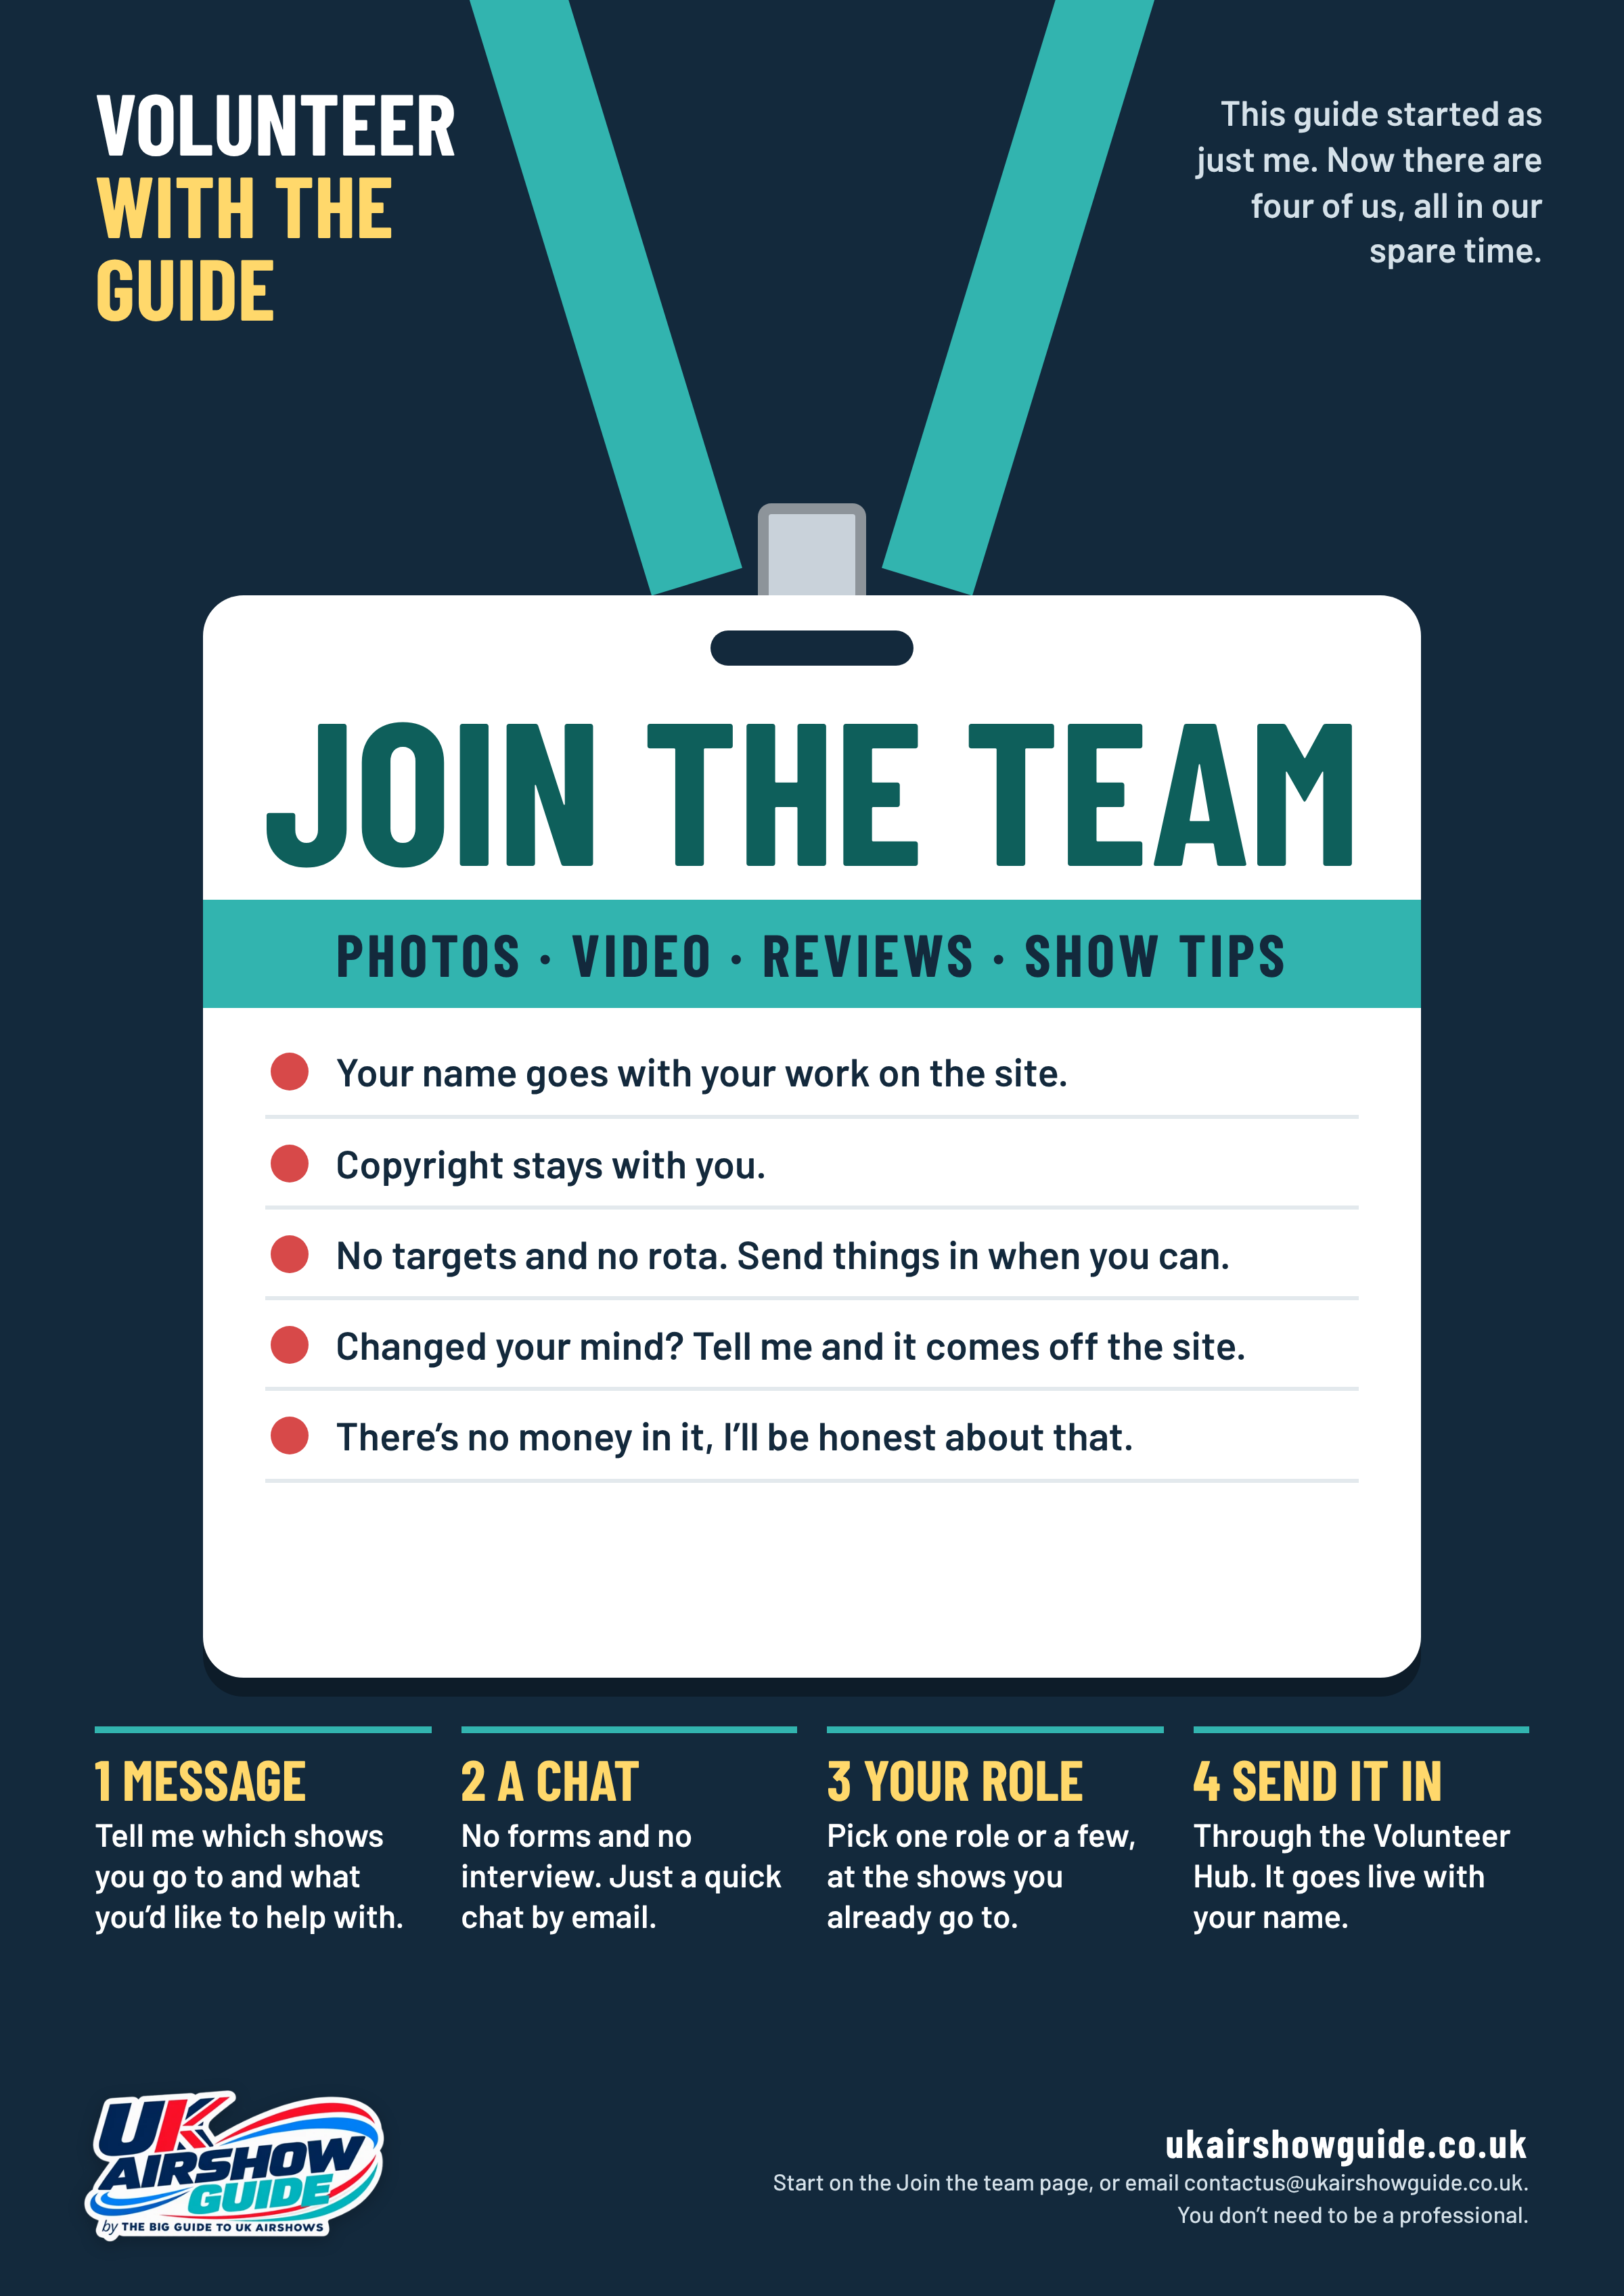 VOLUNTEER
WITH THE
GUIDE
This guide started as
just me. Now there are
four of us, all in our
spare time.
JOIN THE TEAM
PHOTOS · VIDEO · REVIEWS · SHOW TIPS
Your name goes with your work on the site.
Copyright stays with you.
No targets and no rota. Send things in when you can.
Changed your mind? Tell me and it comes off the site.
There’s no money in it, I’ll be honest about that.
1 MESSAGE
Tell me which shows
you go to and what
you’d like to help with.
2 A CHAT
No forms and no
interview. Just a quick
chat by email.
3 YOUR ROLE
Pick one role or a few,
at the shows you
already go to.
4 SEND IT IN
Through the Volunteer
Hub. It goes live with
your name.
UK
AIRSHOW
GUIDE
by THE BIG GUIDE TO UK AIRSHOWS
ukairshowguide.co.uk
Start on the Join the team page, or email contactus@ukairshowguide.co.uk.
You don’t need to be a professional.